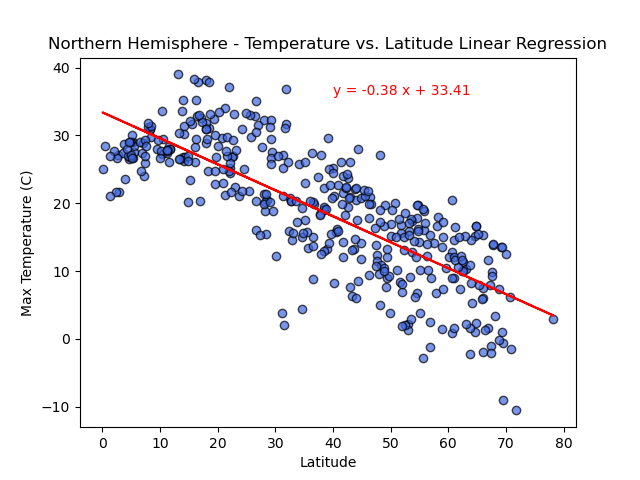 Northern Hemisphere - Temperature vs. Latitude Linear Regression
y = -0.38 x + 33.41
Max Temperature (C)
40
30
20
10
0
−10
0 10 20 30 40 50 60 70 80
Latitude